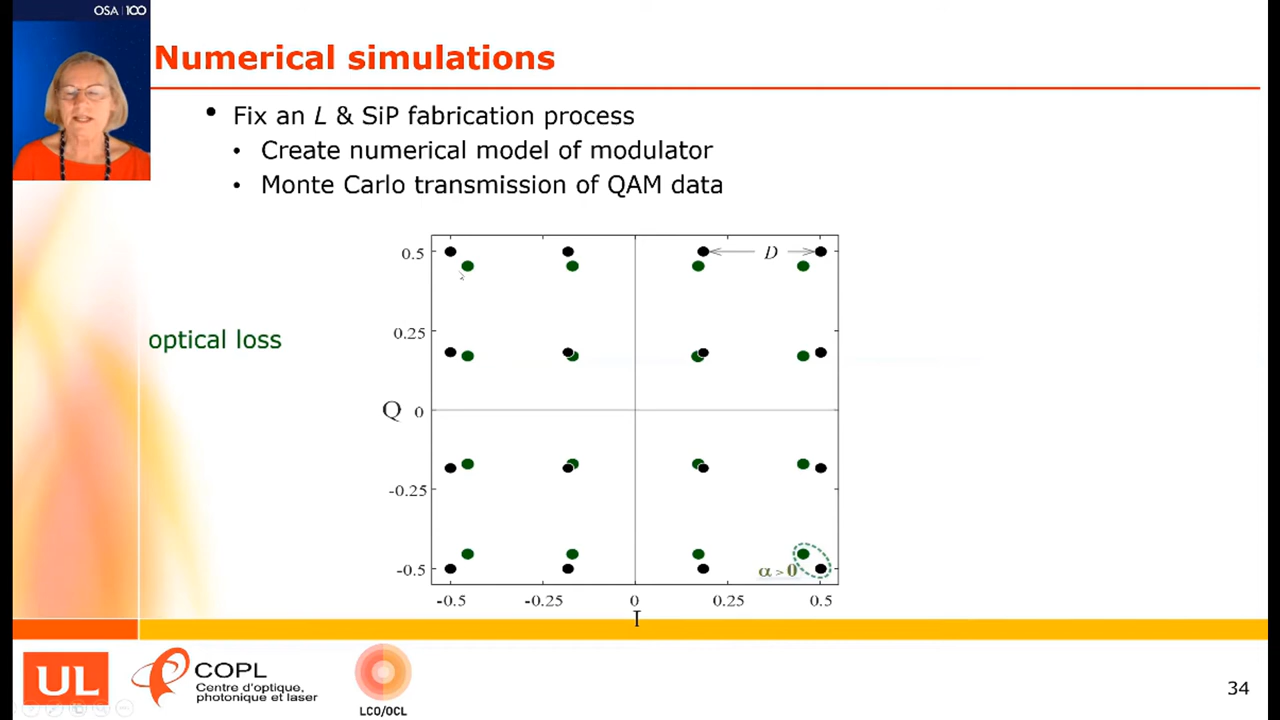 OSA | 100
Numerical simulations
• Fix an L & SiP fabrication process
• Create numerical model of modulator
• Monte Carlo transmission of QAM data
optical loss
0.5
0.25
Q 0
-0.25
-0.5
D
α > 0
-0.5 -0.25 0 0.25 0.5
I
UL
COPL
Centre d'optique,
photonique et laser
LCO/OCL
34